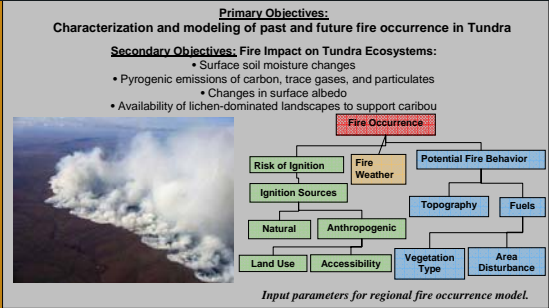 Primary Objectives:
Characterization and modeling of past and future fire occurrence in Tundra
Secondary Objectives: Fire Impact on Tundra Ecosystems:
• Surface soil moisture changes
• Pyrogenic emissions of carbon, trace gases, and particulates
• Changes in surface albedo
• Availability of lichen-dominated landscapes to support caribou
Fire Occurrence
Risk of Ignition
Fire
Weather
Potential Fire Behavior
Ignition Sources
Topography
Fuels
Natural
Anthropogenic
Land Use
Accessibility
Vegetation
Type
Area
Disturbance
Input parameters for regional fire occurrence model.